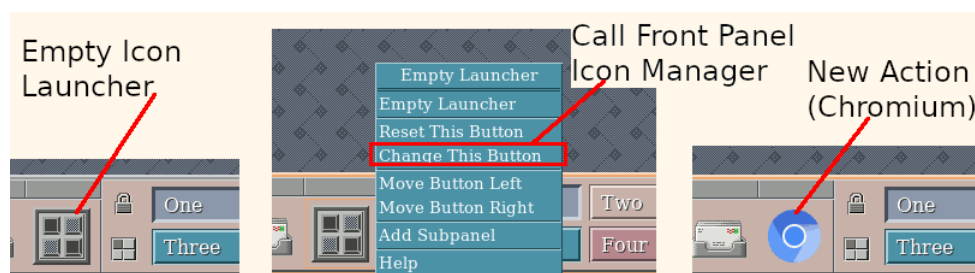 Empty Icon
Launcher
One
Three
Empty Launcher
Empty Launcher
Reset This Button
Change This Button
Move Button Left
Move Button Right
Add Subpanel
Help
Two
Four
Call Front Panel
Icon Manager
New Action
(Chromium)
One
Three